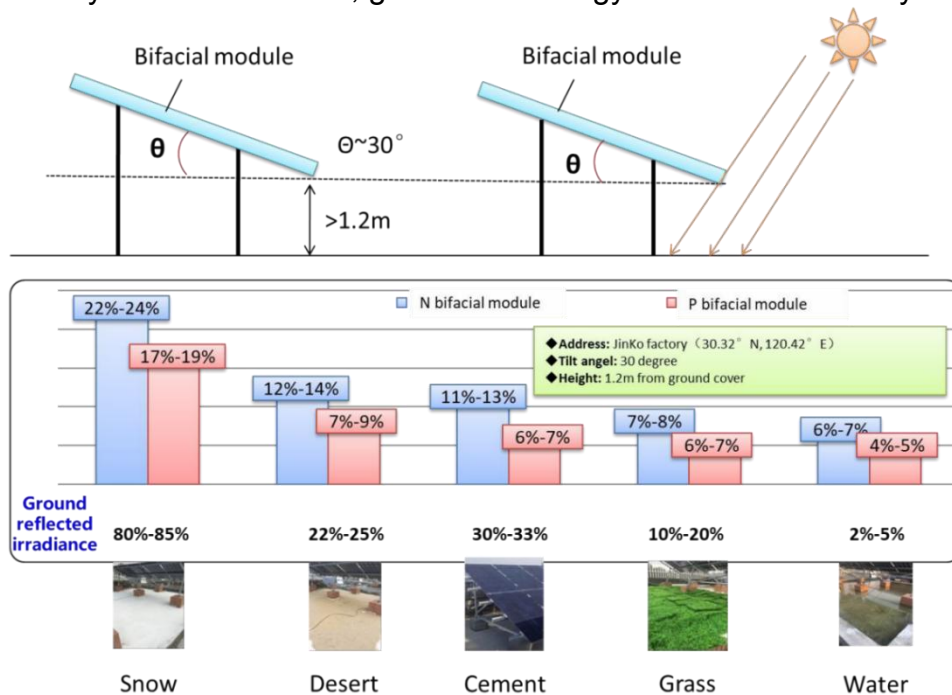 Bifacial module
Bifacial module
θ
Θ~30°
θ
>1.2m
22%-24%
N bifacial module
P bifacial module
17%-19%
◆Address: JinKo factory（30.32° N, 120.42° E）
◆Tilt angel: 30 degree
◆Height: 1.2m from ground cover
12%-14%
7%-9%
11%-13%
6%-7%
7%-8%
6%-7%
6%-7%
4%-5%
Ground
reflected
irradiance
80%-85%
22%-25%
30%-33%
10%-20%
2%-5%
Snow
Desert
Cement
Grass
Water